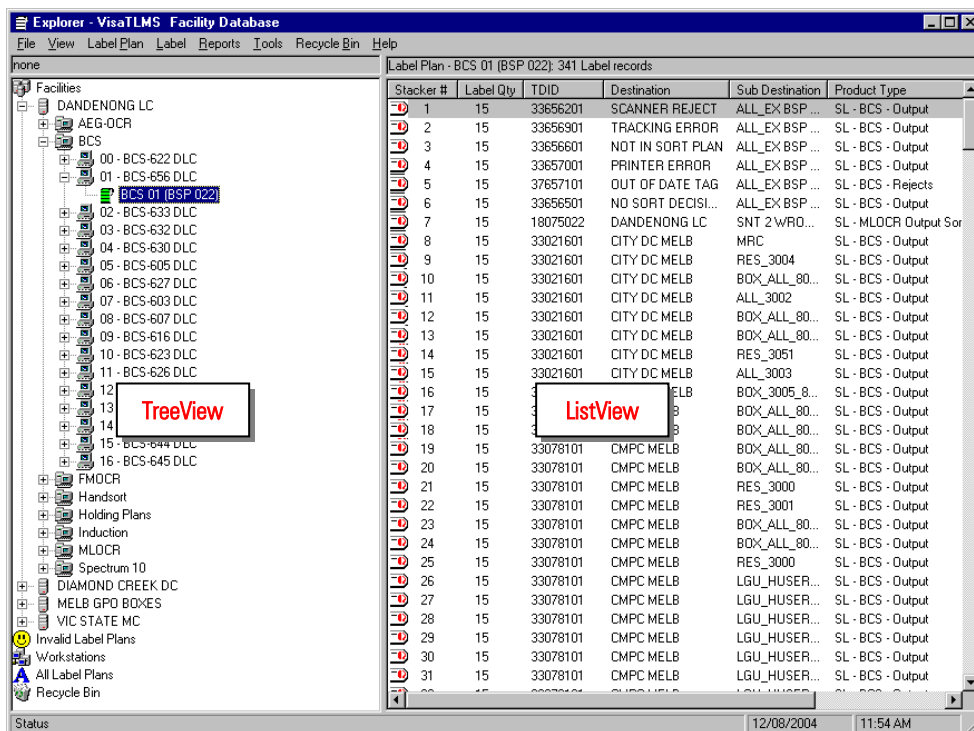 Explorer - VisaTLMS Facility Database
File View Label Plan Label Reports Tools Recycle Bin Help
none
Label Plan - BCS 01 (BSP 022): 341 Label records
Facilities
DANDENONG LC
AEG-OCR
BCS
00 - BCS-622 DLC
01 - BCS-656 DLC
BCS 01 (BSP 022)
02 - BCS-633 DLC
03 - BCS-632 DLC
04 - BCS-630 DLC
05 - BCS-605 DLC
06 - BCS-627 DLC
07 - BCS-603 DLC
08 - BCS-607 DLC
09 - BCS-616 DLC
10 - BCS-623 DLC
11 - BCS-626 DLC
12
13
14
15 - BCS-644 DLC
16 - BCS-645 DLC
FMOCR
Handsort
Holding Plans
Induction
MLOCR
Spectrum 10
DIAMOND CREEK DC
MELB GPO BOXES
VIC STATE MC
Invalid Label Plans
Workstations
All Label Plans
Recycle Bin
TreeView
Stacker # Label Qty TDID Destination Sub Destination Product Type
1 15 33656201 SCANNER REJECT ALL_EX BSP ... SL - BCS - Output
2 15 33656901 TRACKING ERROR ALL_EX BSP ... SL - BCS - Output
3 15 33656601 NOT IN SORT PLAN ALL_EX BSP ... SL - BCS - Output
4 15 33657001 PRINTER ERROR ALL_EX BSP ... SL - BCS - Output
5 15 37657101 OUT OF DATE TAG ALL_EX BSP ... SL - BCS - Rejects
6 15 33656501 NO SORT DECISI... ALL_EX BSP ... SL - BCS - Output
7 15 18075022 DANDENONG LC SNT 2 WRO... SL - MLOCR Output Sor
8 15 33021601 CITY DC MELB MRC SL - BCS - Output
9 15 33021601 CITY DC MELB RES_3004 SL - BCS - Output
10 15 33021601 CITY DC MELB BOX_ALL_80... SL - BCS - Output
11 15 33021601 CITY DC MELB ALL_3002 SL - BCS - Output
12 15 33021601 CITY DC MELB BOX_ALL_80... SL - BCS - Output
13 15 33021601 CITY DC MELB BOX_ALL_80... SL - BCS - Output
14 15 33021601 CITY DC MELB RES_3051 SL - BCS - Output
15 15 33021601 CITY DC MELB ALL_3003 SL - BCS - Output
16 15 ELB BOX_3005_8... SL - BCS - Output
17 15 B BOX_ALL_80... SL - BCS - Output
18 15 B BOX_ALL_80... SL - BCS - Output
19 15 33078101 CMPC MELB BOX_ALL_80... SL - BCS - Output
20 15 33078101 CMPC MELB BOX_ALL_80... SL - BCS - Output
21 15 33078101 CMPC MELB RES_3000 SL - BCS - Output
22 15 33078101 CMPC MELB RES_3001 SL - BCS - Output
23 15 33078101 CMPC MELB BOX_ALL_80... SL - BCS - Output
24 15 33078101 CMPC MELB BOX_ALL_80... SL - BCS - Output
25 15 33078101 CMPC MELB RES_3000 SL - BCS - Output
26 15 33078101 CMPC MELB LGU_HUSER... SL - BCS - Output
27 15 33078101 CMPC MELB LGU_HUSER... SL - BCS - Output
28 15 33078101 CMPC MELB LGU_HUSER... SL - BCS - Output
29 15 33078101 CMPC MELB LGU_HUSER... SL - BCS - Output
30 15 33078101 CMPC MELB LGU_HUSER... SL - BCS - Output
31 15 33078101 CMPC MELB LGU_HUSER... SL - BCS - Output
ListView
Status
12/08/2004
11:54 AM